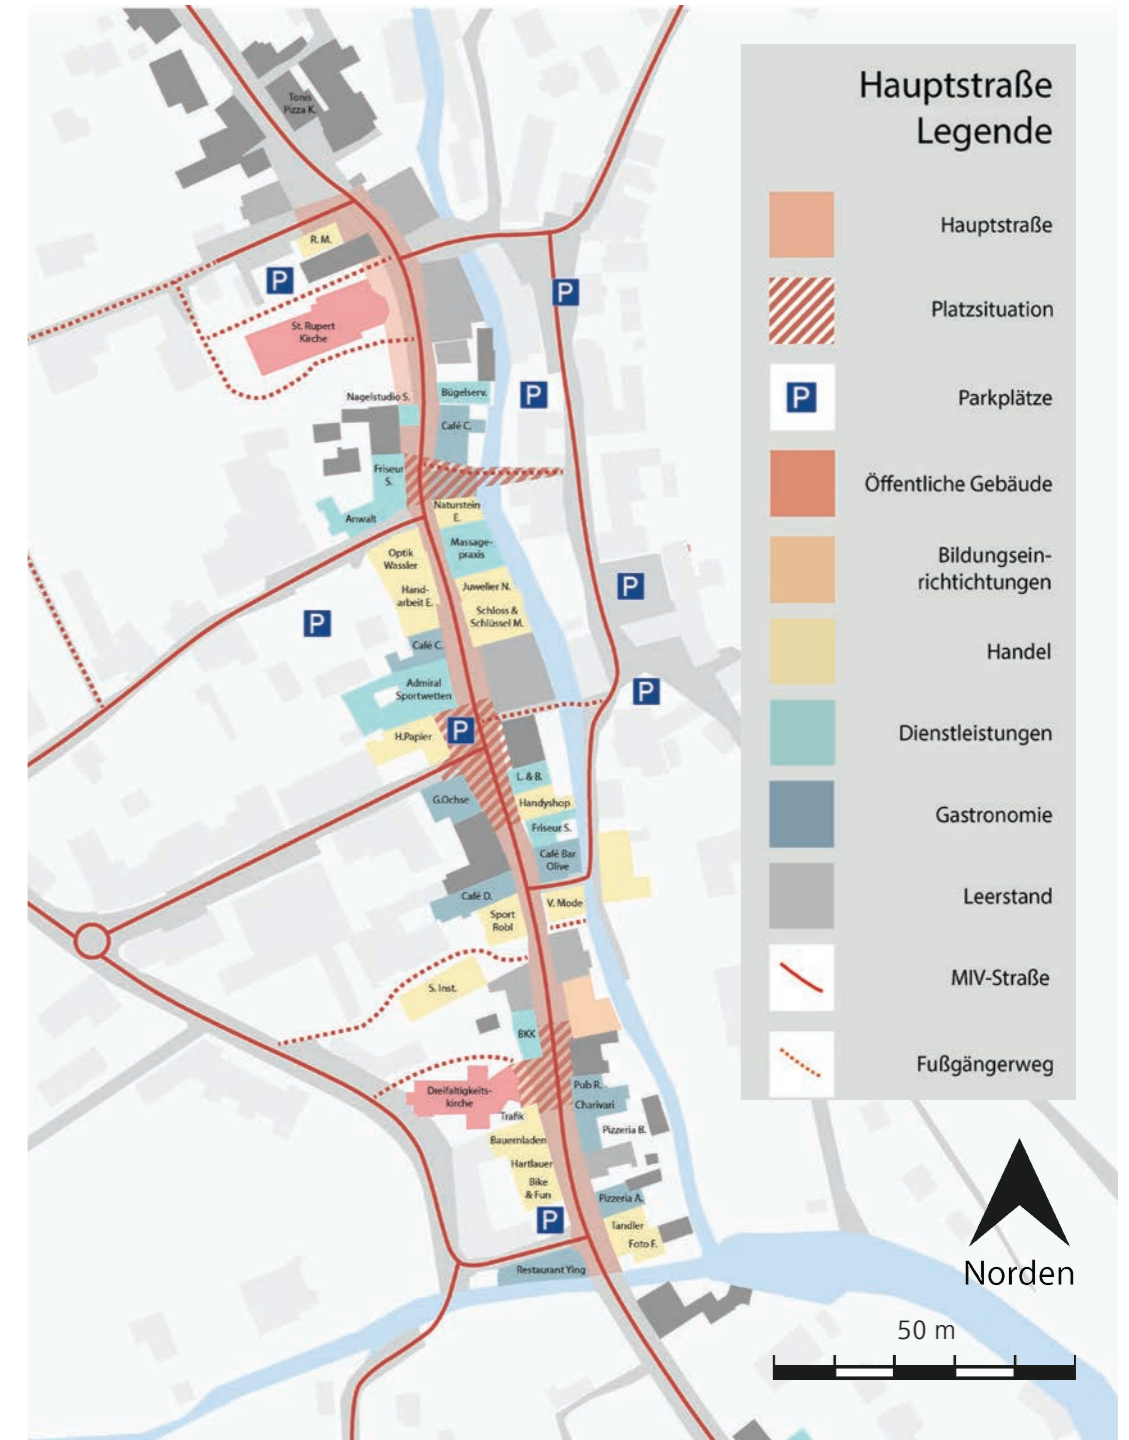 Hauptstraße
Legende
Hauptstraße
Platzsituation
P
Parkplätze
Öffentliche Gebäude
Bildungsein-
richtichtungen
Handel
Dienstleistungen
Gastronomie
Leerstand
MIV-Straße
Fußgängerweg
Norden
50 m
Tonis
Pizza K.
R. M.
P
P
St. Rupert
Kirche
Nagelstudio S.
Bügelserv.
P
Café C.
Friseur
S.
Anwalt
Naturstein
E.
Massage-
praxis
Optik
Wassler
Hand-
arbeit E.
Juwelier N.
Schloss &
Schlüssel M.
P
P
Café C.
Admiral
Sportwetten
P
P
H.Papier
L. & B.
G.Ochse
Handyshop
Friseur S.
Café Bar
Olive
Café D.
V. Mode
Sport
Robl
S. Inst.
BKK
Dreifaltigkeits-
kirche
Trafik
Pub R.
Charivari
Pizzeria B.
Bauernladen
Hartlauer
Bike
& Fun
Pizzeria A.
P
Tandler
Foto F.
Restaurant Ying